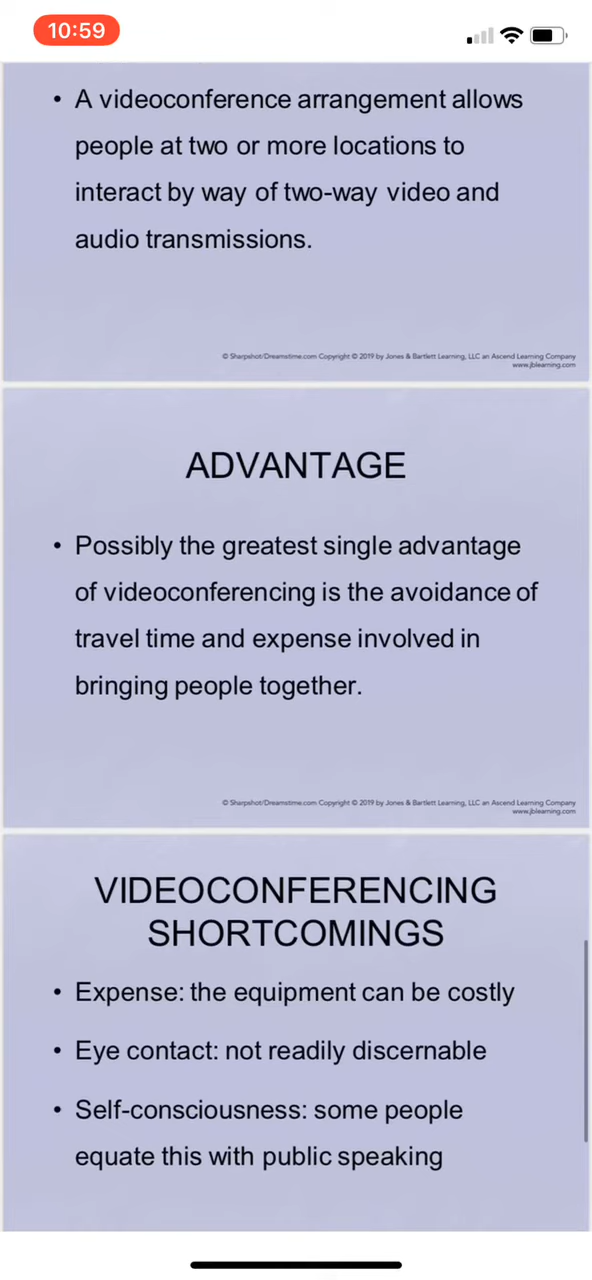 10:59
• A videoconference arrangement allows
people at two or more locations to
interact by way of two-way video and
audio transmissions.
© Sharpshot/Dreamstime.com Copyright © 2019 by Jones & Bartlett Learning, LLC an Ascend Learning Company
www.jblearning.com
ADVANTAGE
• Possibly the greatest single advantage
of videoconferencing is the avoidance of
travel time and expense involved in
bringing people together.
© Sharpshot/Dreamstime.com Copyright © 2019 by Jones & Bartlett Learning, LLC an Ascend Learning Company
www.jblearning.com
VIDEOCONFERENCING
SHORTCOMINGS
• Expense: the equipment can be costly
• Eye contact: not readily discernable
• Self-consciousness: some people
equate this with public speaking